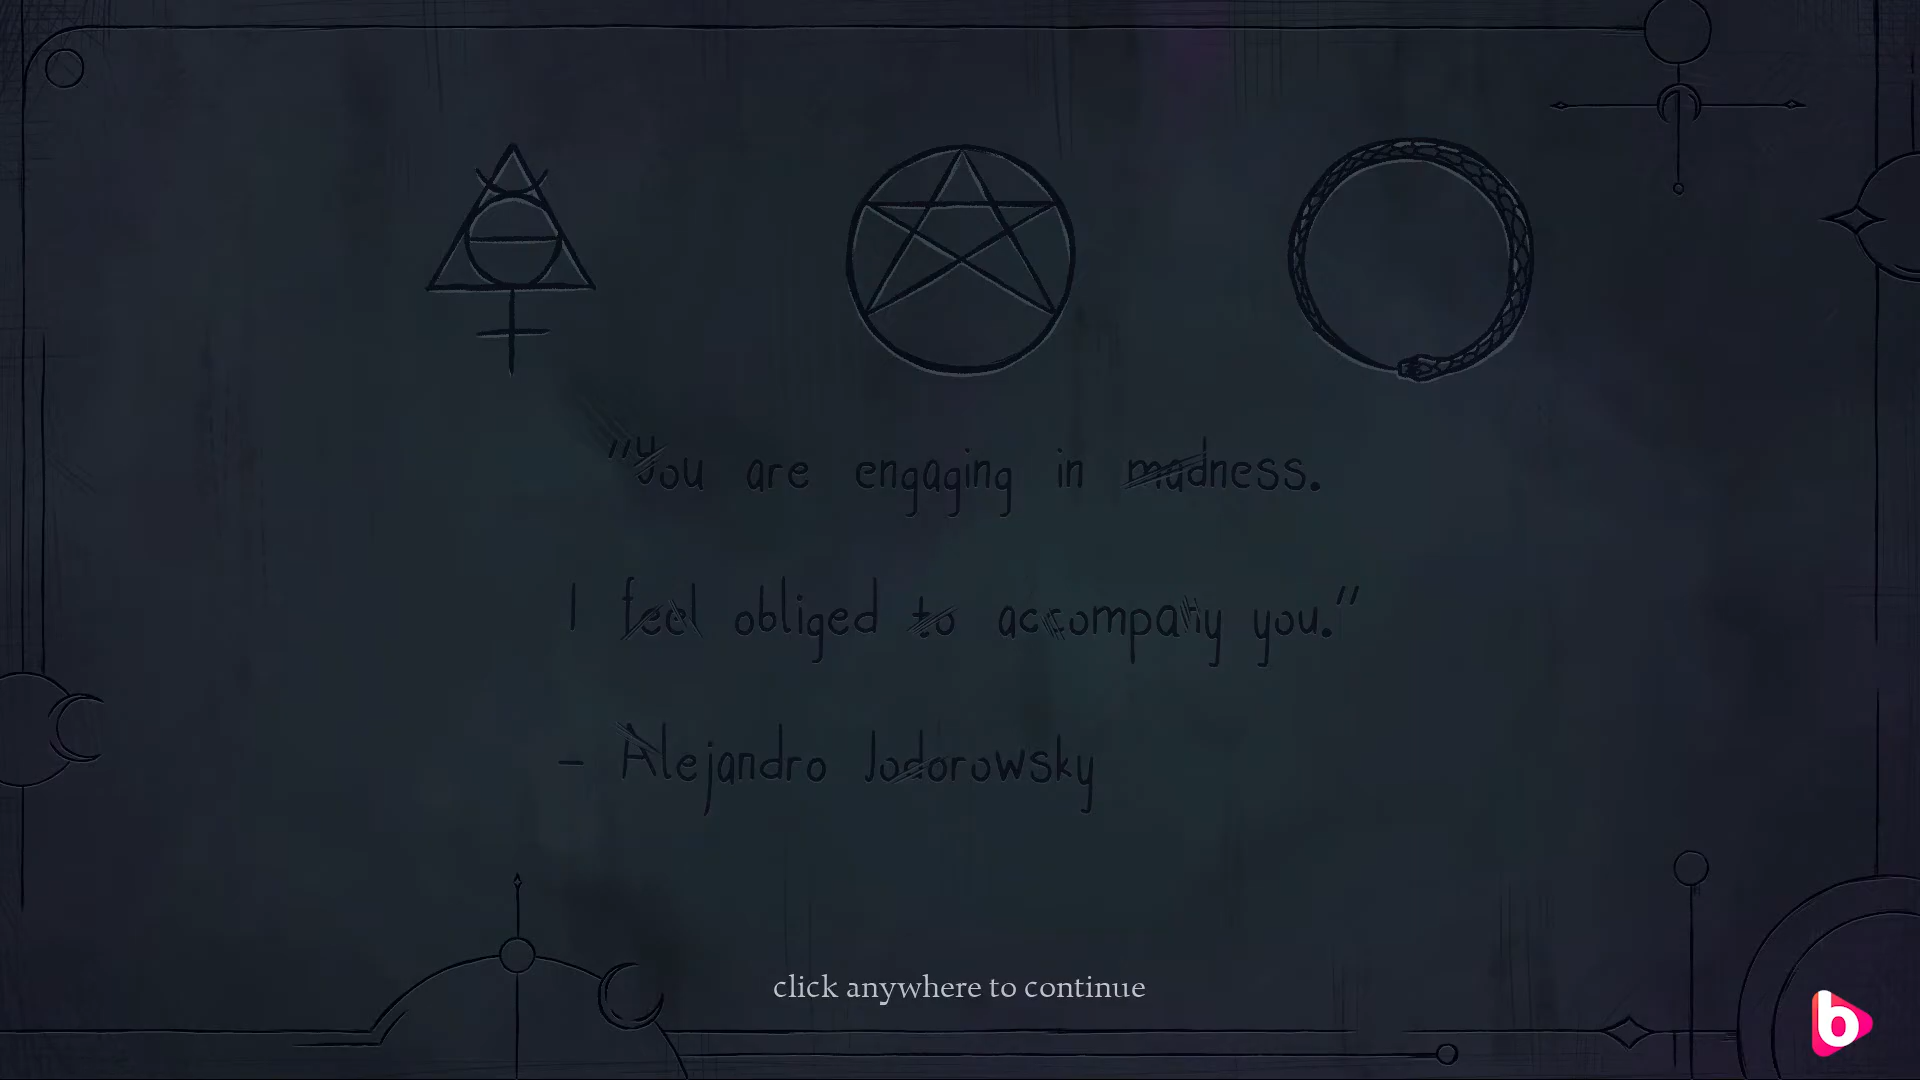 "You are engaging in madness.
I feel obliged to accompany you."
- Alejandro Jodorowsky
click anywhere to continue
b